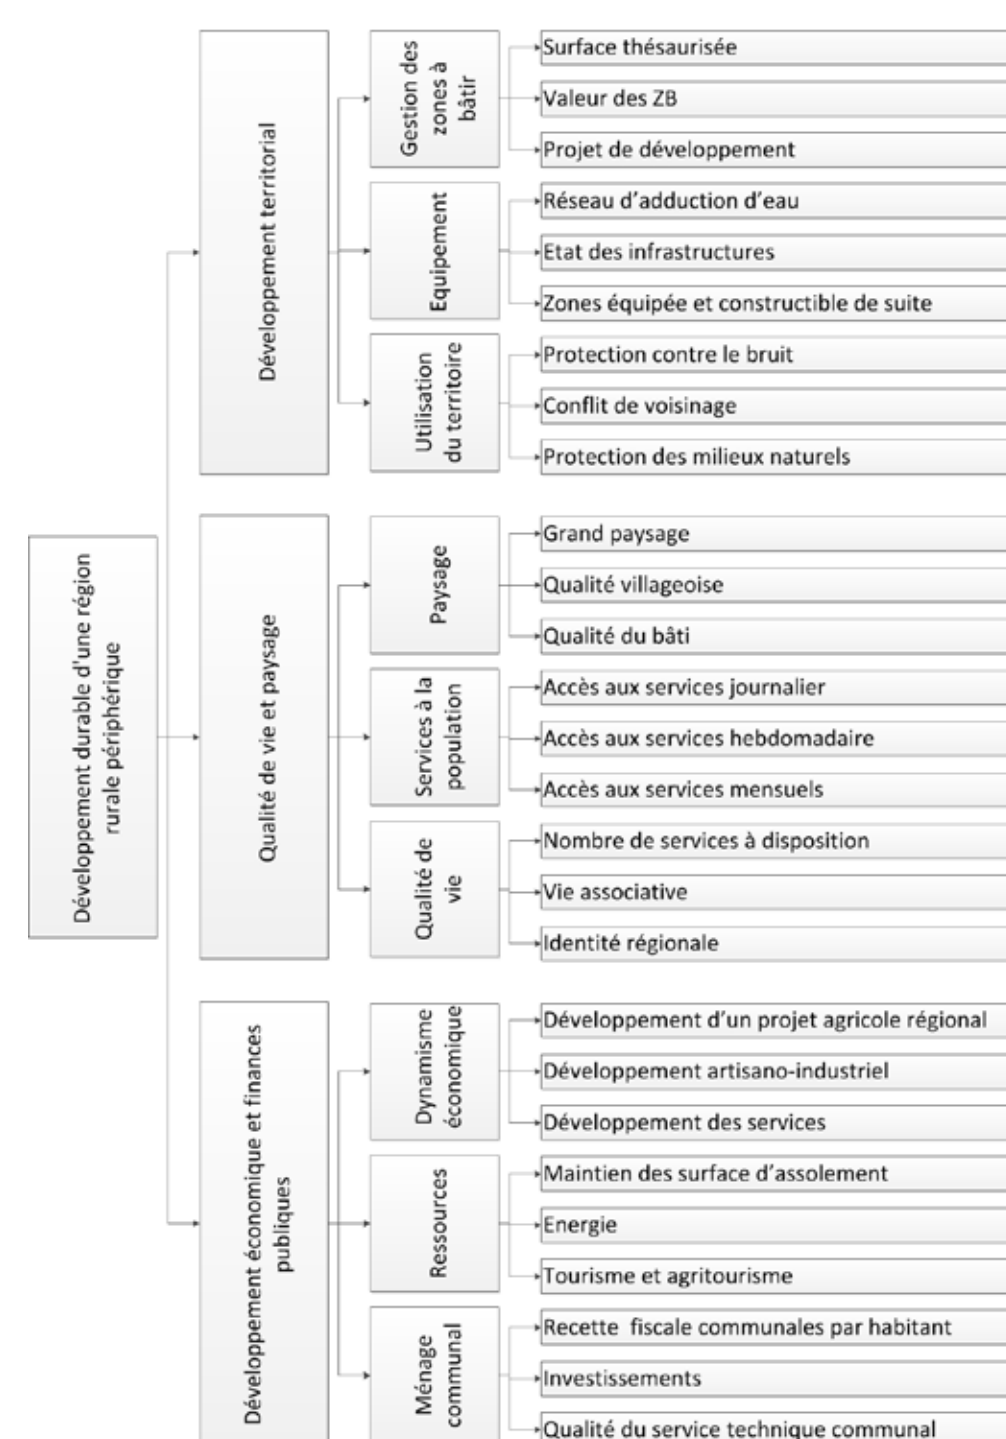 Développement durable d'une région
rurale périphérique
Développement territorial
Gestion des
zones à
bâtir
Surface thésaurisée
Valeur des ZB
Projet de développement
Equipement
Réseau d'adduction d'eau
Etat des infrastructures
Zones équipée et constructible de suite
Utilisation
du territoire
Protection contre le bruit
Conflit de voisinage
Protection des milieux naturels
Qualité de vie et paysage
Paysage
Grand paysage
Qualité villageoise
Qualité du bâti
Services à la
population
Accès aux services journalier
Accès aux services hebdomadaire
Accès aux services mensuels
Qualité de
vie
Nombre de services à disposition
Vie associative
Identité régionale
Développement économique et finances
publiques
Dynamisme
économique
Développement d'un projet agricole régional
Développement artisano-industriel
Développement des services
Ressources
Maintien des surface d'assolement
Energie
Tourisme et agritourisme
Ménage
communal
Recette fiscale communales par habitant
Investissements
Qualité du service technique communal